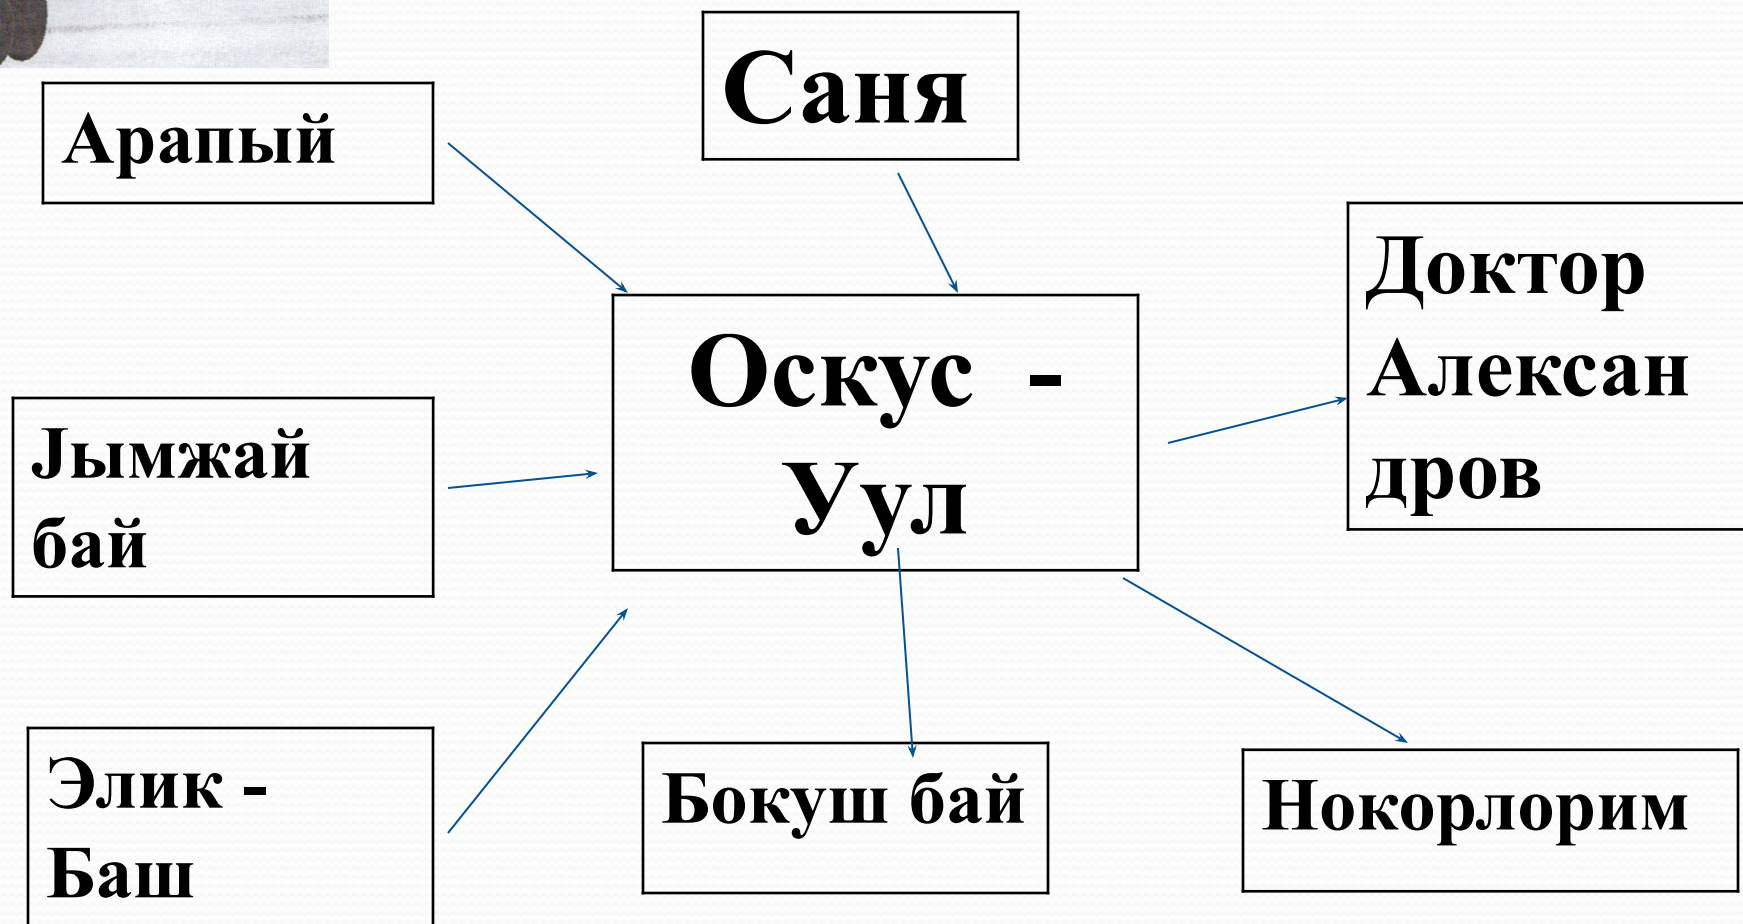 Саня
Арапый
Доктор
Алексан
дров
Оскус -
Уул
Јымжай
бай
Элик -
Баш
Бокуш бай
Нокорлорим